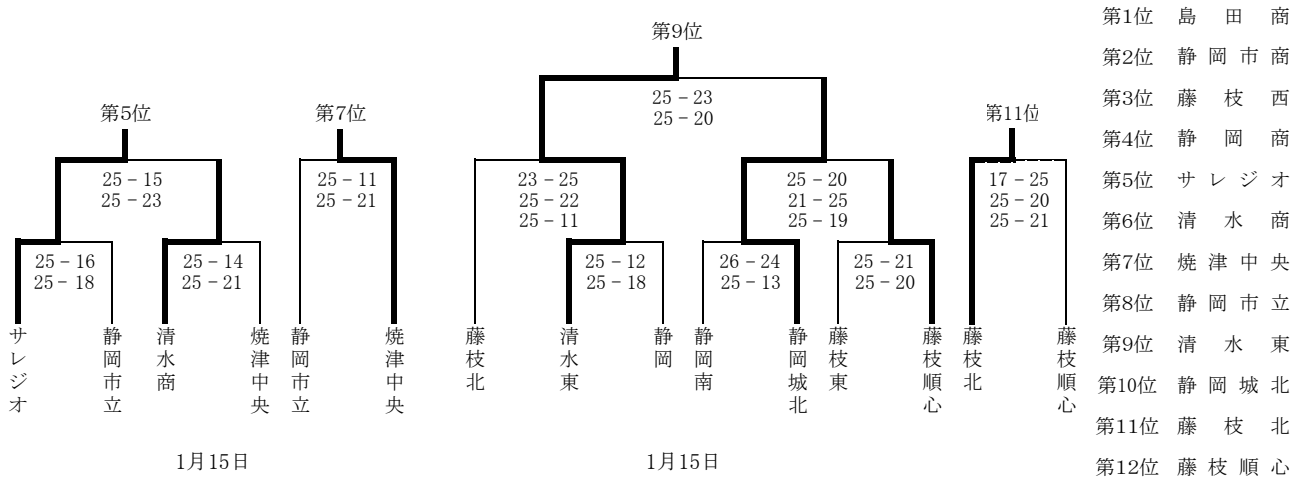 第9位
25－23
25－20
第5位
第7位
第11位
25－15
25－23
25－11
25－21
23－25
25－22
25－11
25－20
21－25
25－19
17－25
25－20
25－21
25－16
25－18
25－14
25－21
25－12
25－18
26－24
25－13
25－21
25－20
サレジオ
静岡市立
清水商
焼津中央
静岡市立
焼津中央
藤枝北
清水東
静岡
静岡南
静岡城北
藤枝東
藤枝順心
藤枝北
藤枝順心
1月15日
1月15日
第1位 島田商
第2位 静岡市商
第3位 藤枝西
第4位 静岡商
第5位 サレジオ
第6位 清水商
第7位 焼津中央
第8位 静岡市立
第9位 清水東
第10位 静岡城北
第11位 藤枝北
第12位 藤枝順心